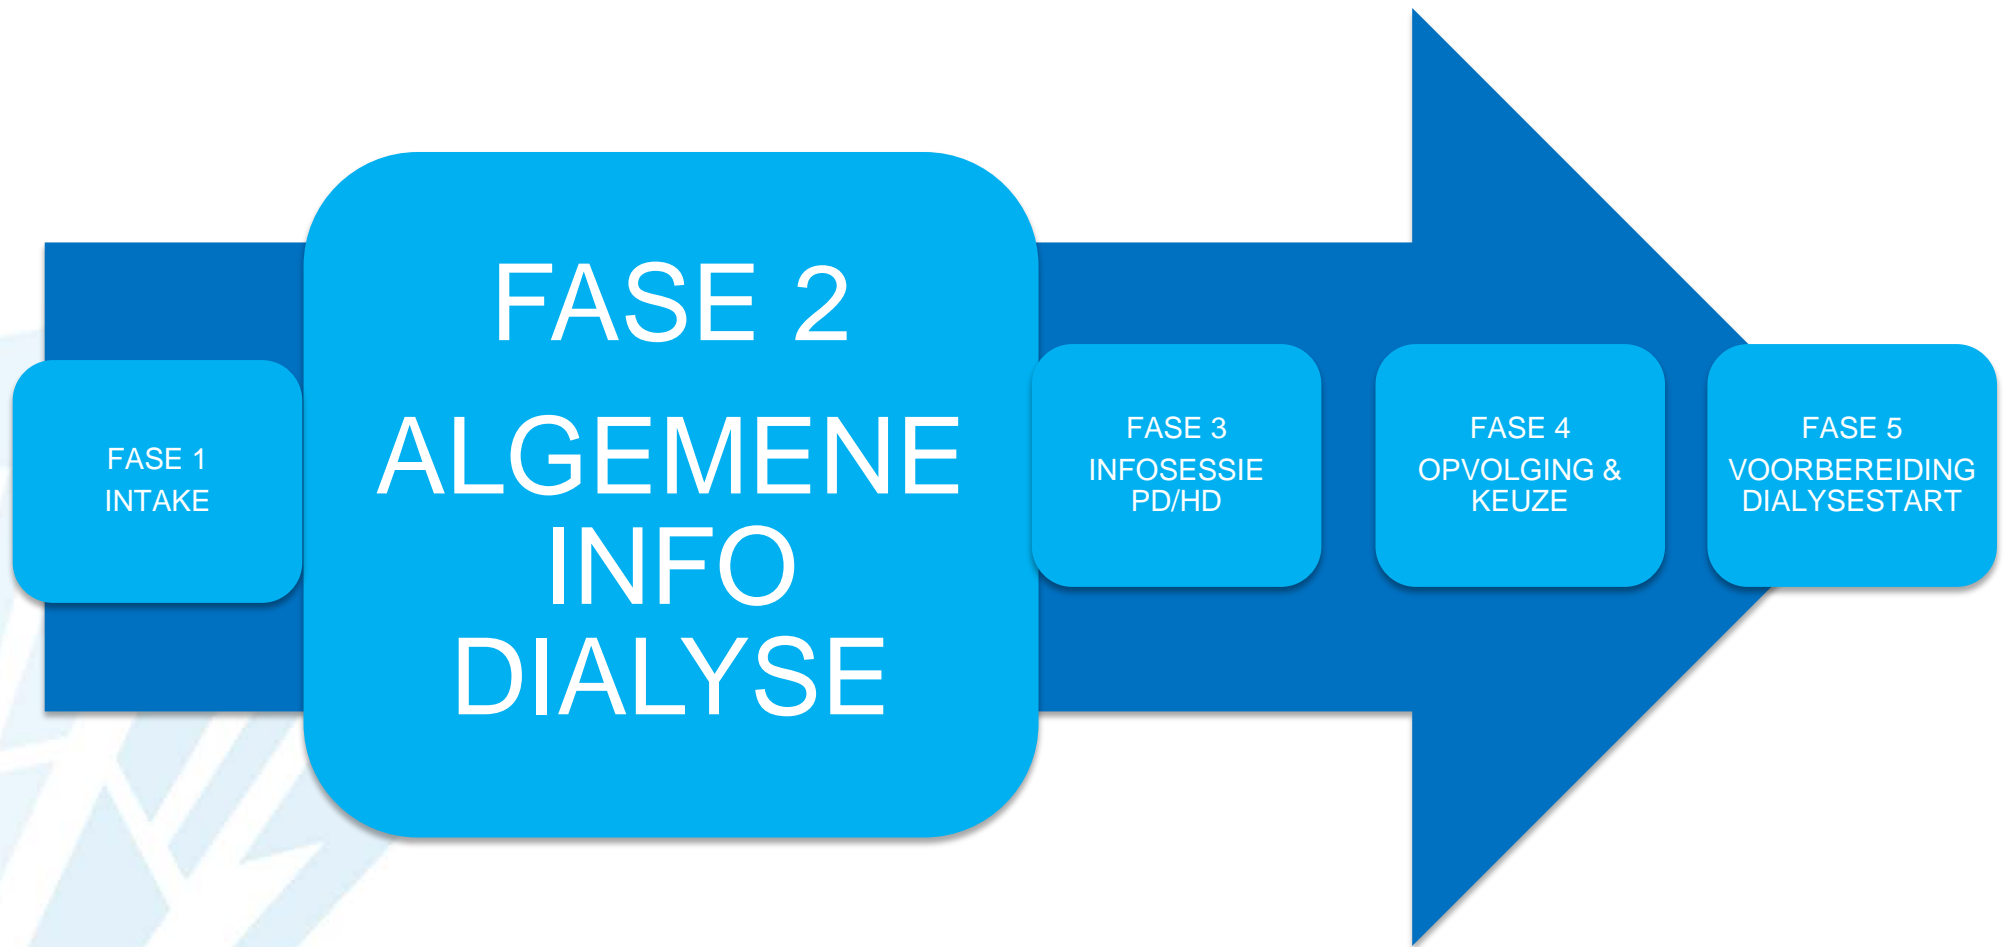 FASE 1
INTAKE
FASE 2
ALGEMENE
INFO
DIALYSE
FASE 3
INFOSESSIE
PD/HD
FASE 4
OPVOLGING &
KEUZE
FASE 5
VOORBEREIDING
DIALYSESTART